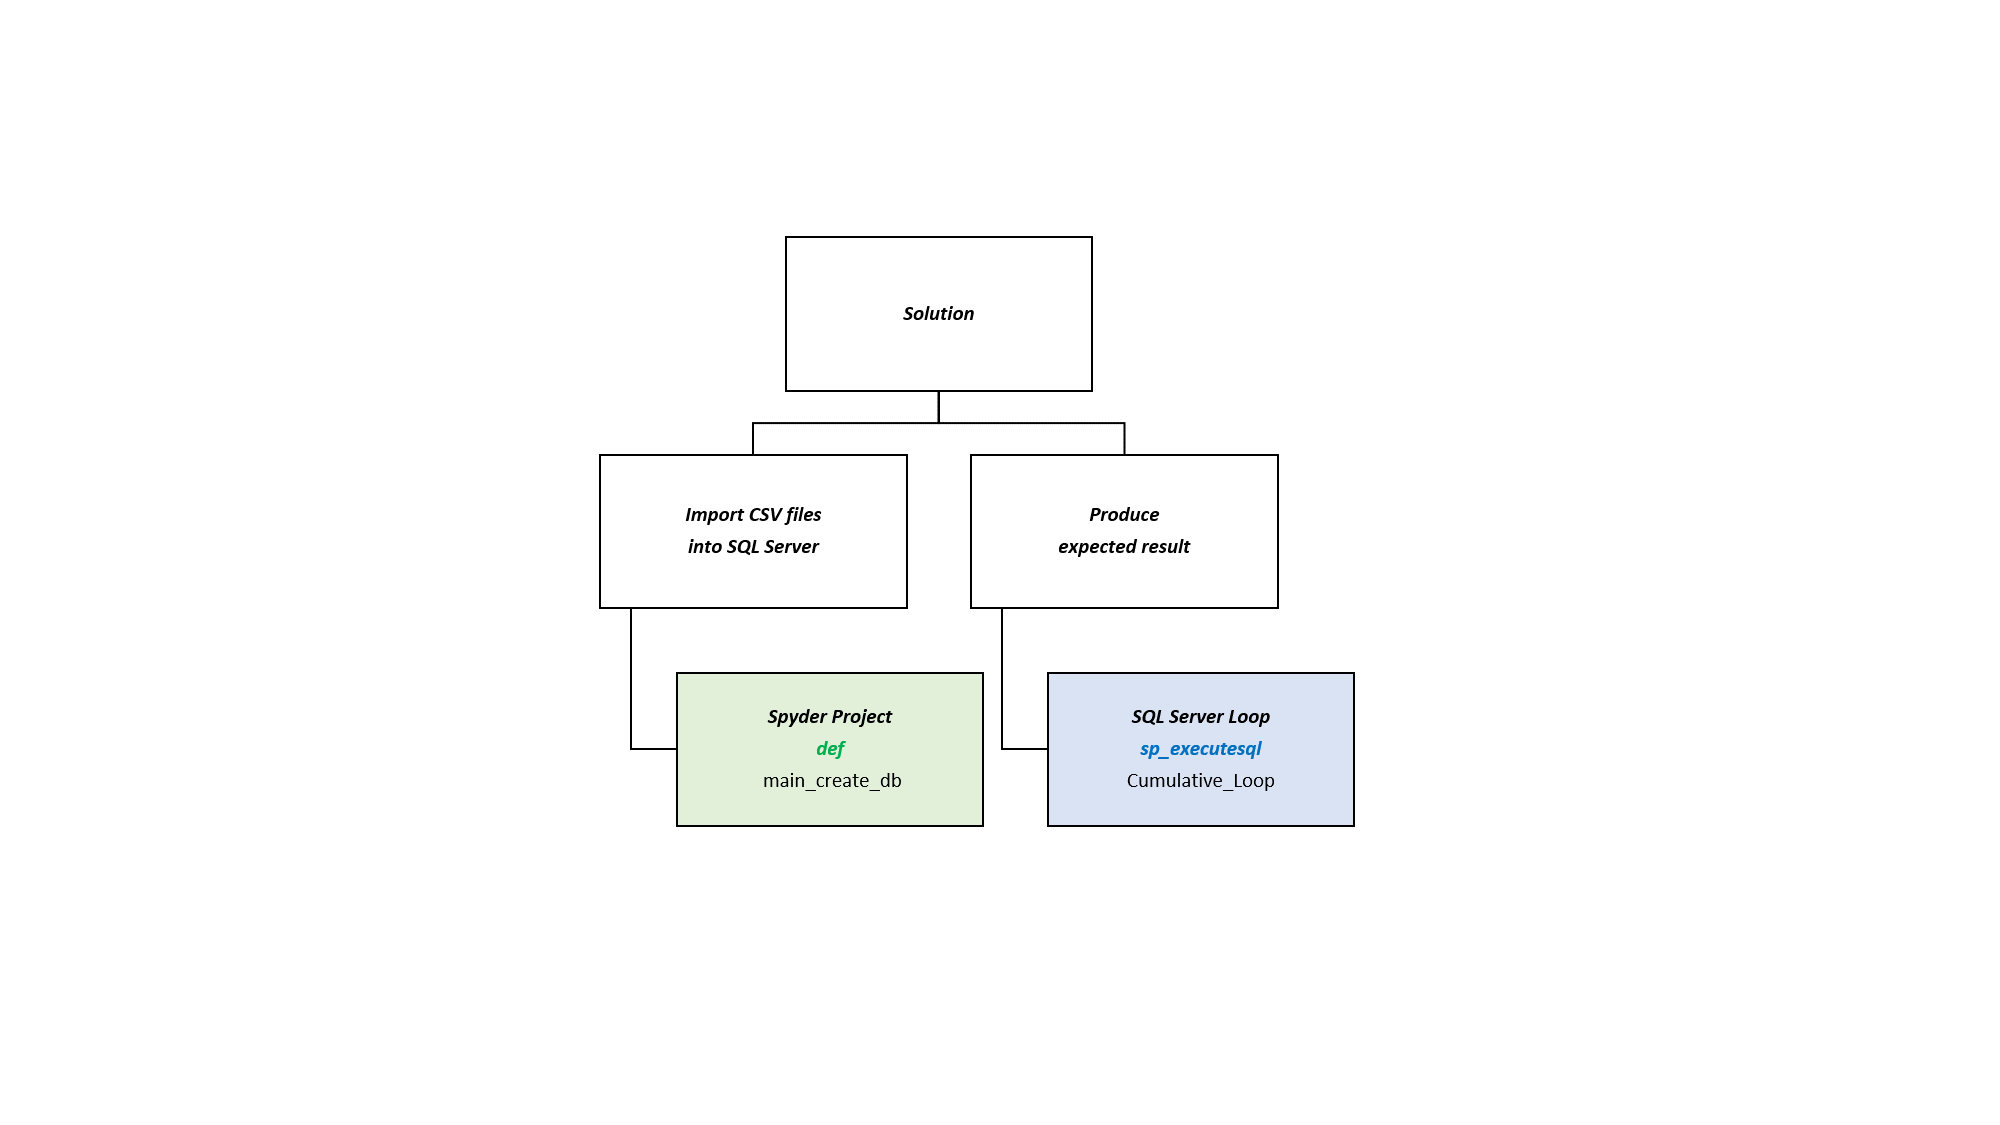 Solution
Import CSV files
into SQL Server
Produce
expected result
Spyder Project
def
main_create_db
SQL Server Loop
sp_executesql
Cumulative_Loop